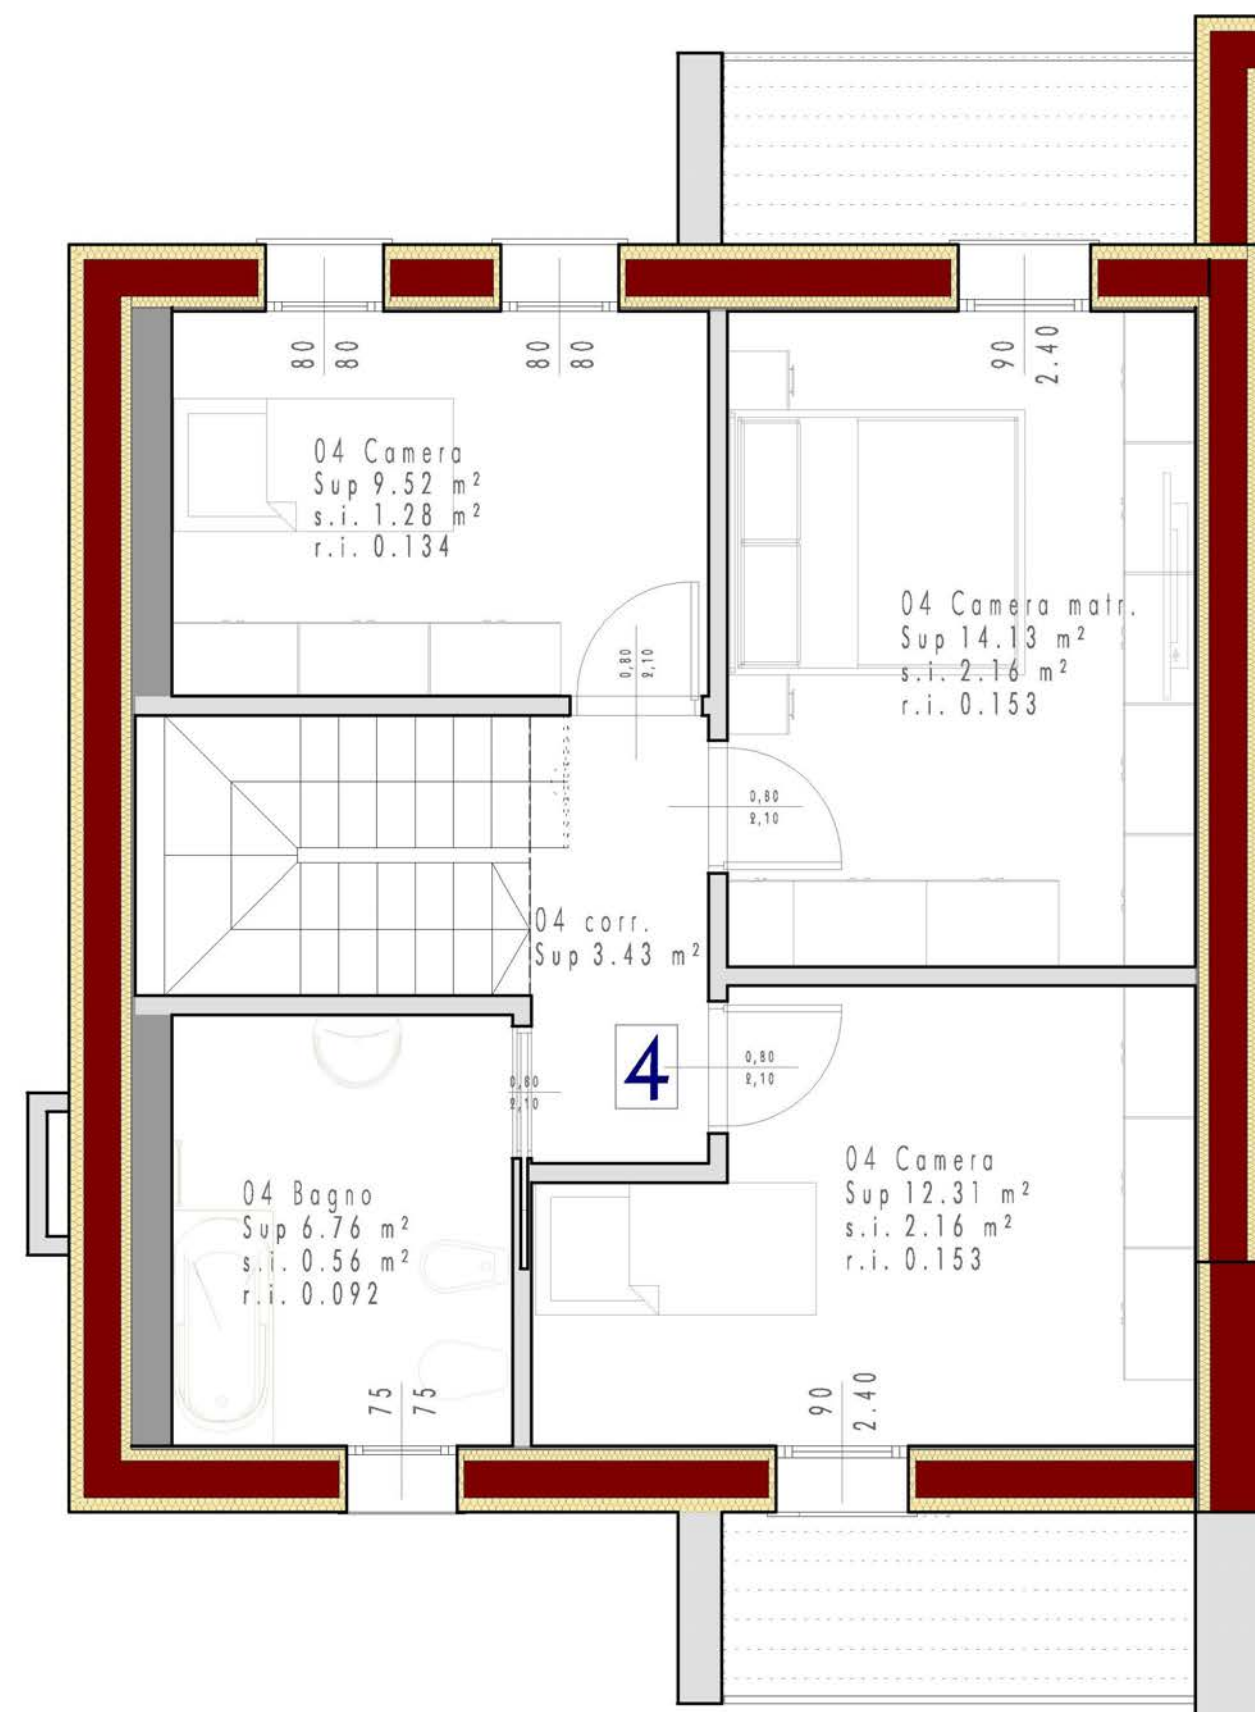 80
80
80
80
90
2.40
04 Camera
Sup 9.52 m²
s.i. 1.28 m²
r.i. 0.134
04 Camera matr.
Sup 14.13 m²
s.i. 2.16 m²
r.i. 0.153
0,80
2,10
0,80
2,10
04 corr.
Sup 3.43 m²
4
0,80
2,10
0,80
2,10
04 Bagno
Sup 6.76 m²
s.i. 0.56 m²
r.i. 0.092
04 Camera
Sup 12.31 m²
s.i. 2.16 m²
r.i. 0.153
75
75
90
2.40